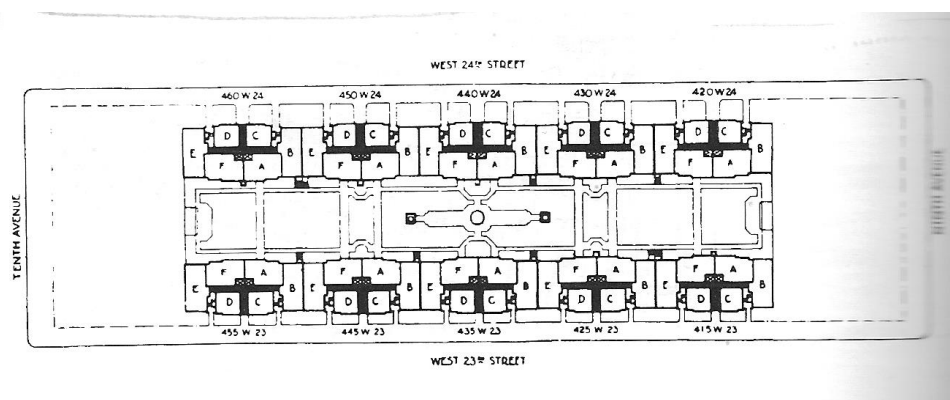 WEST 24TH STREET
460 W 24 450 W 24 440 W 24 430 W 24 420 W 24
D C D C D C D C D C
E F A B E F A B E F A B E F A B E F A B
TENTH AVENUE
E F A B E F A B E F A B E F A B E F A B
D C D C D C D C D C
455 W 23 445 W 23 435 W 23 425 W 23 415 W 23
WEST 23RD STREET